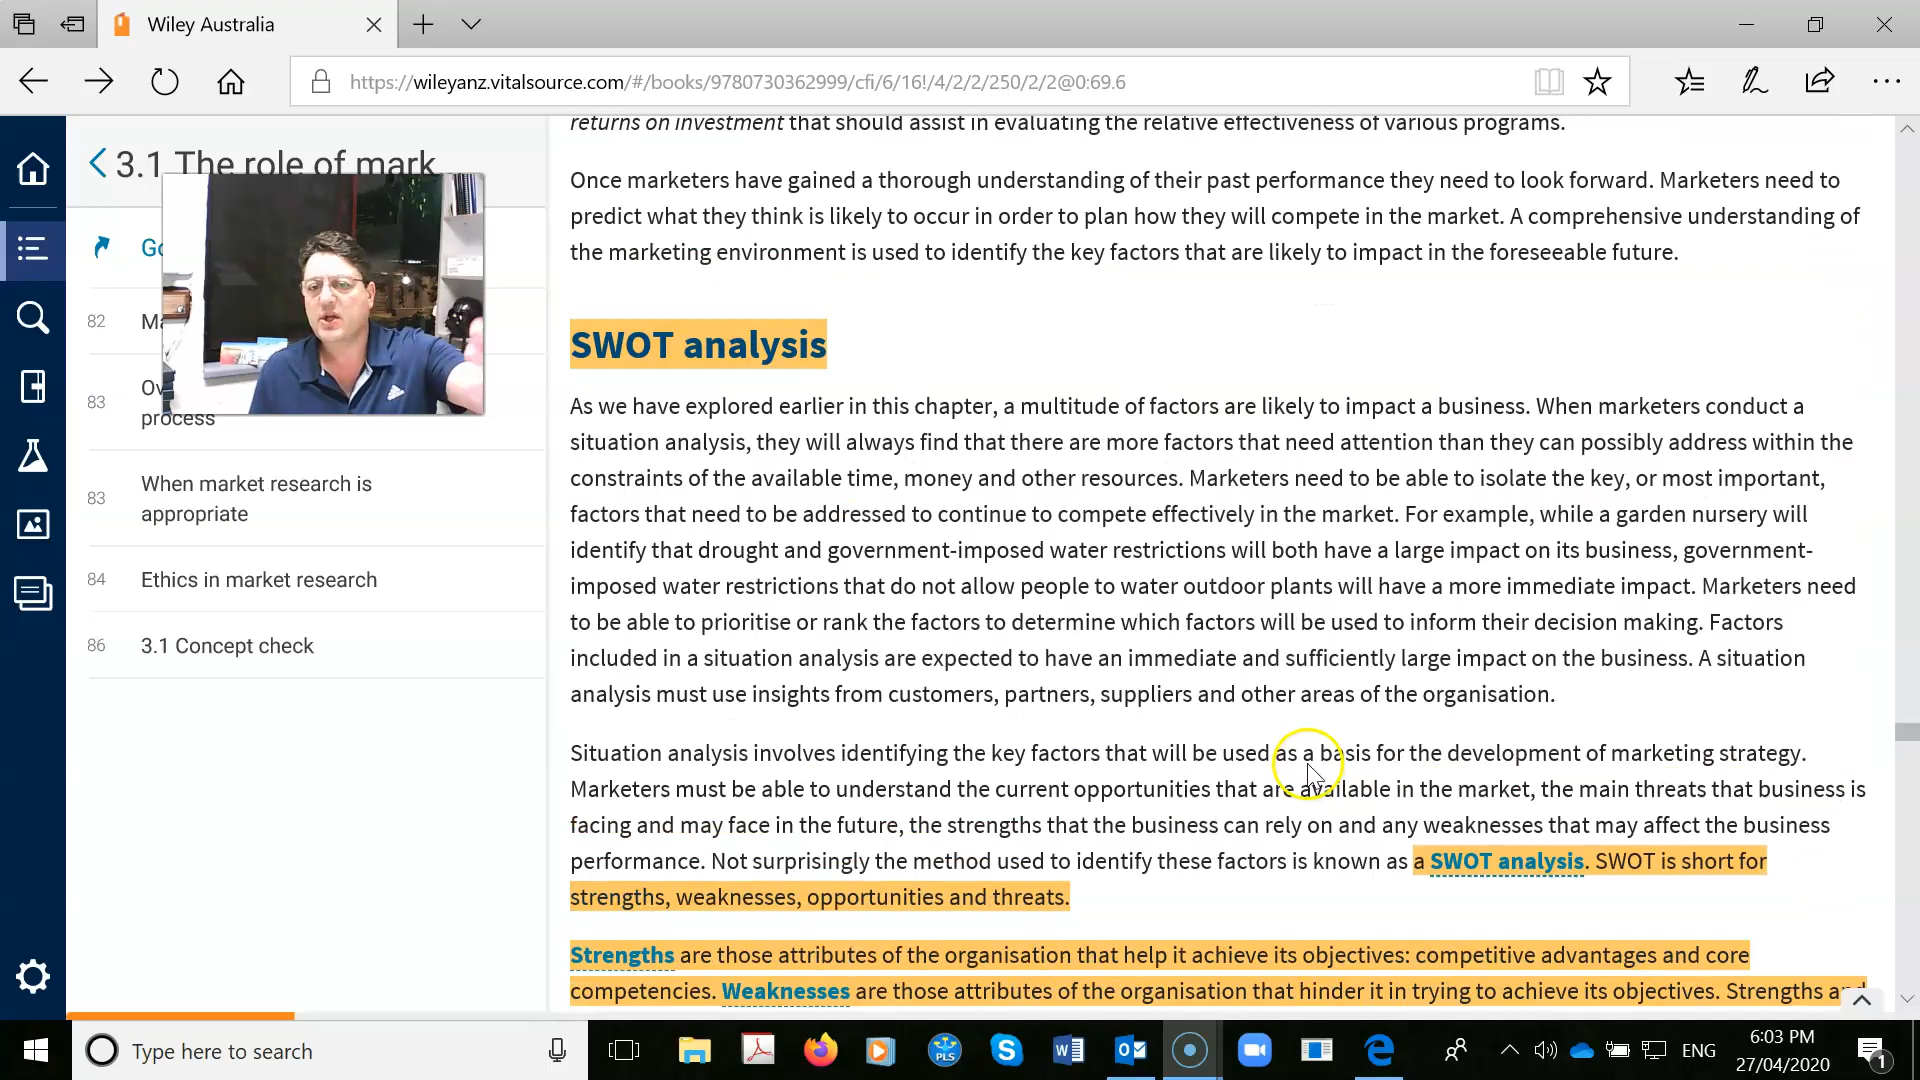 Wiley Australia
https://wileyanz.vitalsource.com/#/books/9780730362999/cfi/6/16!/4/2/2/250/2/2@0:69.6
3.1 The role of mark
Go
82 Ma
83 Ov
process
83 When market research is
appropriate
84 Ethics in market research
86 3.1 Concept check
returns on investment that should assist in evaluating the relative effectiveness of various programs.
Once marketers have gained a thorough understanding of their past performance they need to look forward. Marketers need to
predict what they think is likely to occur in order to plan how they will compete in the market. A comprehensive understanding of
the marketing environment is used to identify the key factors that are likely to impact in the foreseeable future.
SWOT analysis
As we have explored earlier in this chapter, a multitude of factors are likely to impact a business. When marketers conduct a
situation analysis, they will always find that there are more factors that need attention than they can possibly address within the
constraints of the available time, money and other resources. Marketers need to be able to isolate the key, or most important,
factors that need to be addressed to continue to compete effectively in the market. For example, while a garden nursery will
identify that drought and government-imposed water restrictions will both have a large impact on its business, government-
imposed water restrictions that do not allow people to water outdoor plants will have a more immediate impact. Marketers need
to be able to prioritise or rank the factors to determine which factors will be used to inform their decision making. Factors
included in a situation analysis are expected to have an immediate and sufficiently large impact on the business. A situation
analysis must use insights from customers, partners, suppliers and other areas of the organisation.
Situation analysis involves identifying the key factors that will be used as a basis for the development of marketing strategy.
Marketers must be able to understand the current opportunities that are available in the market, the main threats that business is
facing and may face in the future, the strengths that the business can rely on and any weaknesses that may affect the business
performance. Not surprisingly the method used to identify these factors is known as a SWOT analysis. SWOT is short for
strengths, weaknesses, opportunities and threats.
Strengths are those attributes of the organisation that help it achieve its objectives: competitive advantages and core
competencies. Weaknesses are those attributes of the organisation that hinder it in trying to achieve its objectives. Strengths and
Type here to search
PLS
ENG
6:03 PM
27/04/2020
1